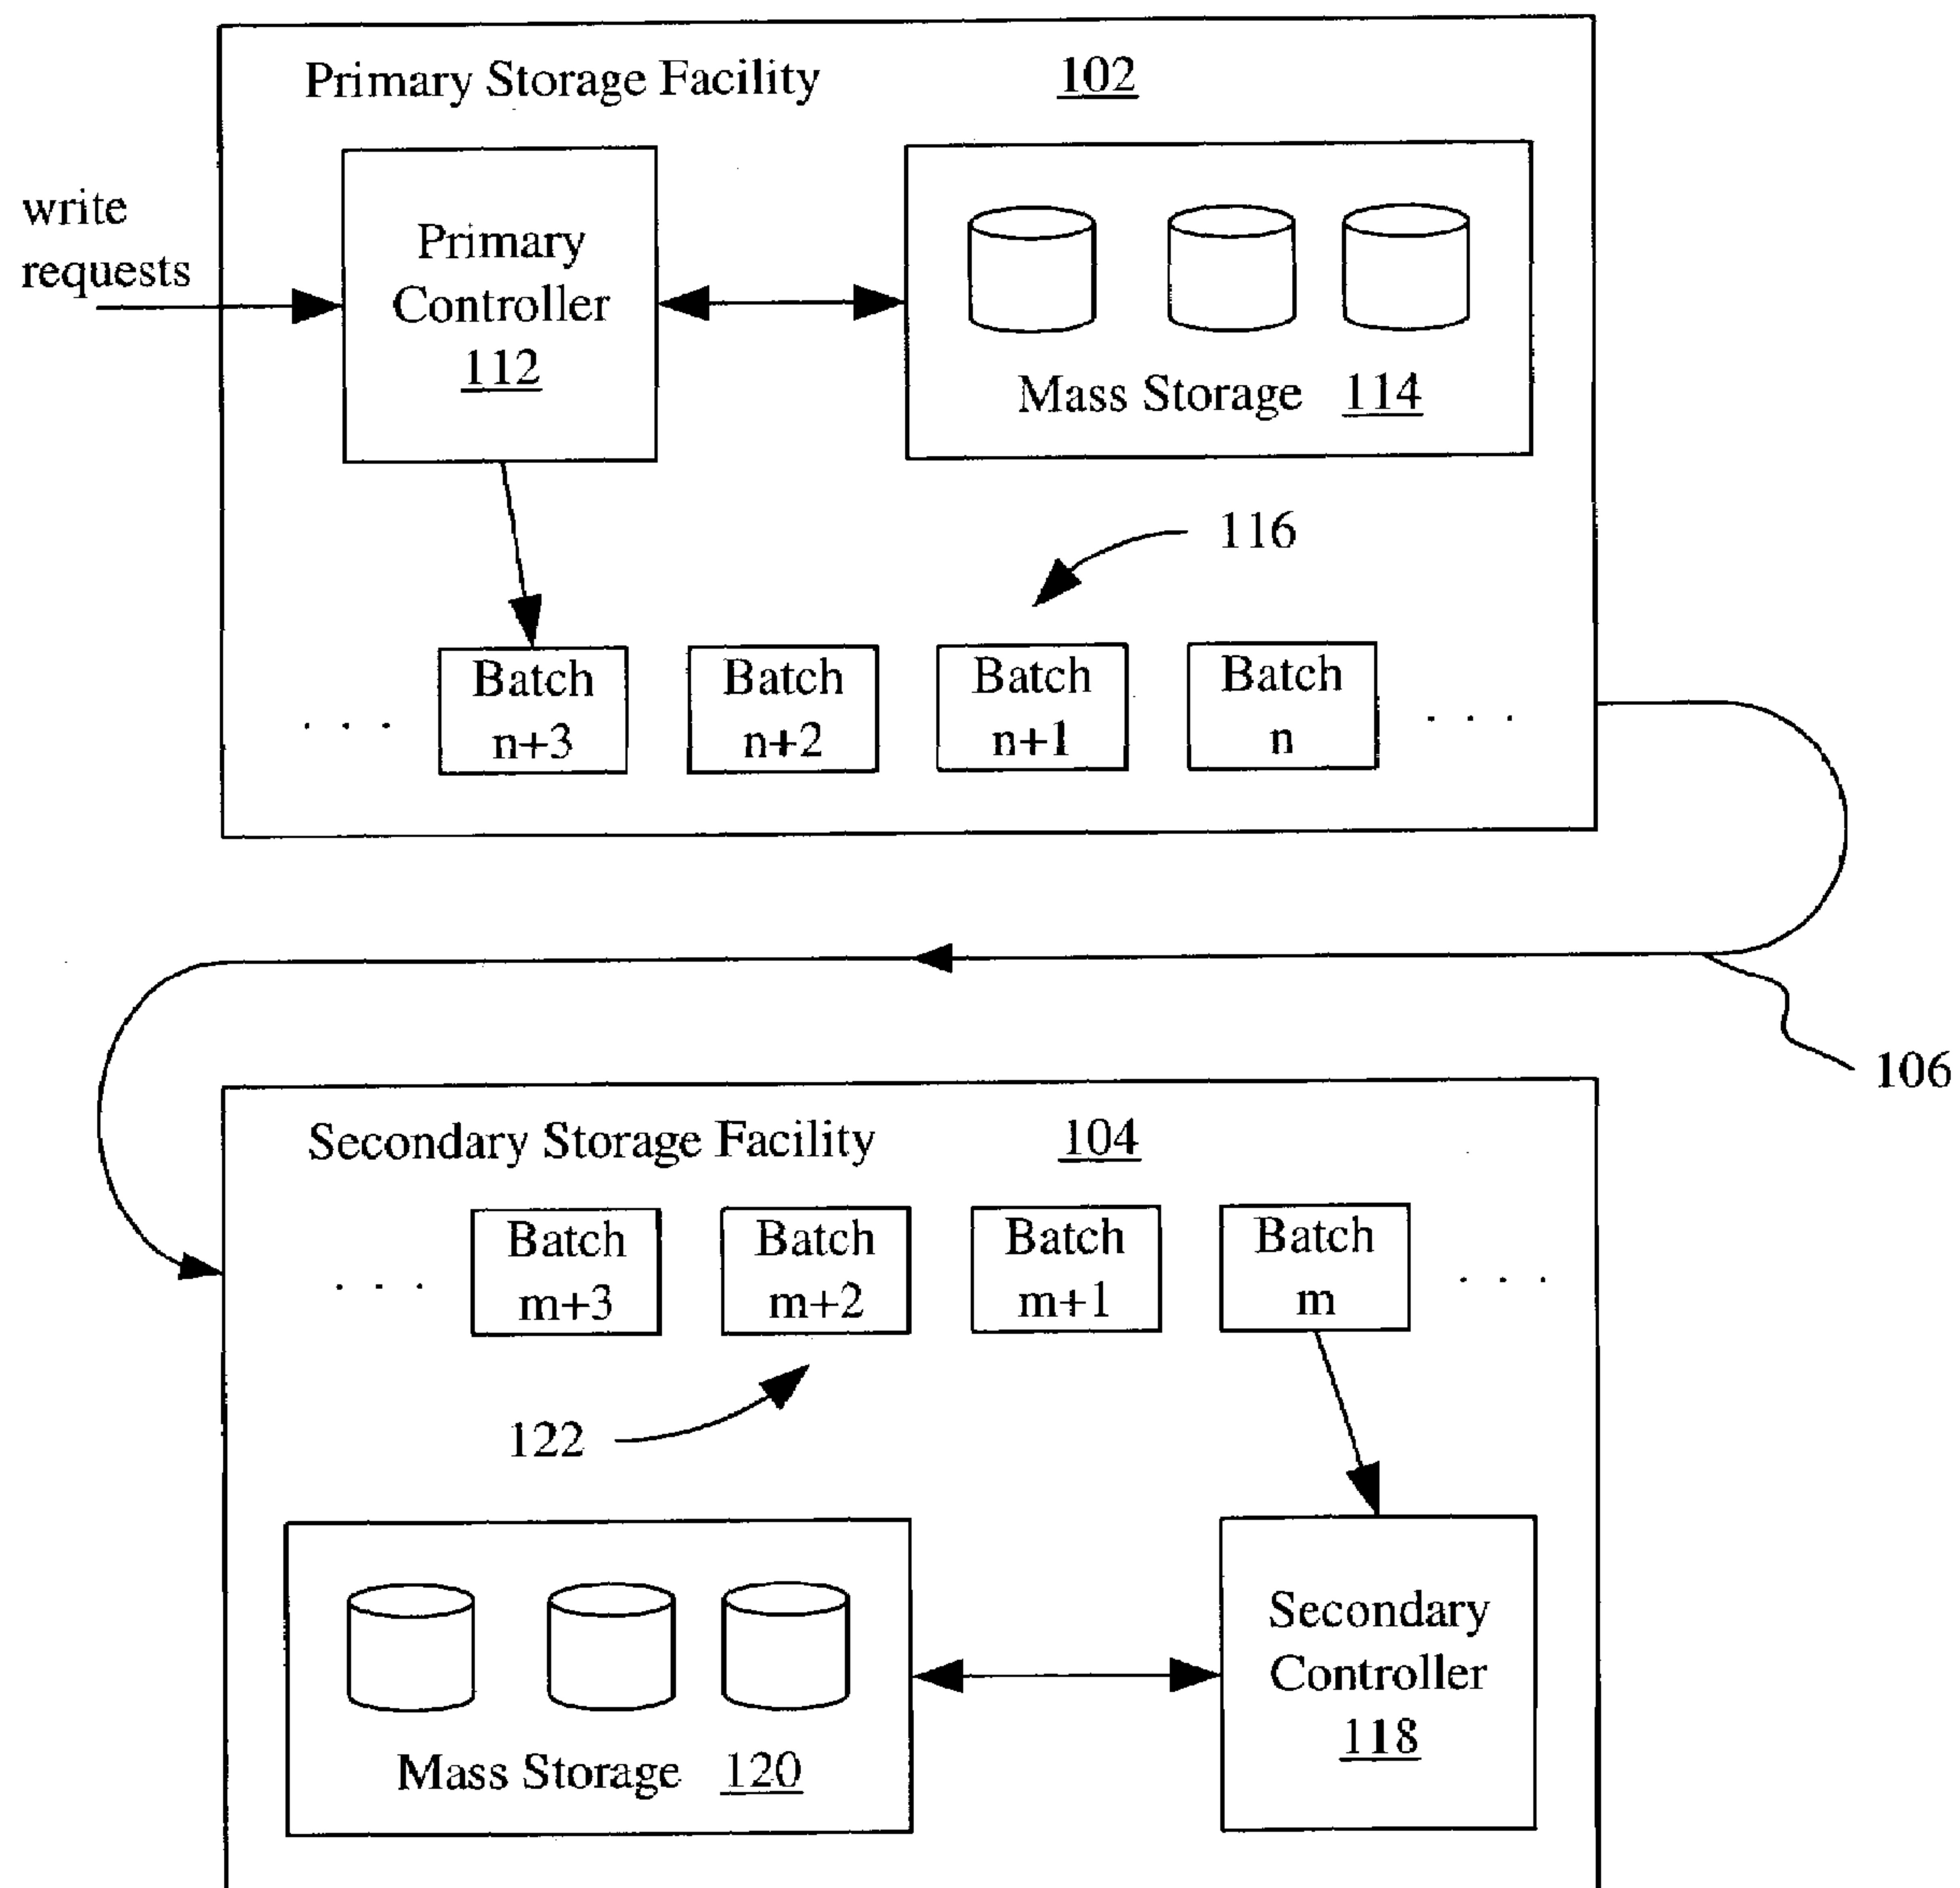 Primary Storage Facility 102
write
requests
Primary
Controller
112
Mass Storage 114
116
. . .
Batch
n+3
Batch
n+2
Batch
n+1
Batch
n
. . .
106
Secondary Storage Facility 104
. . .
Batch
m+3
Batch
m+2
Batch
m+1
Batch
m
. . .
122
Mass Storage 120
Secondary
Controller
118